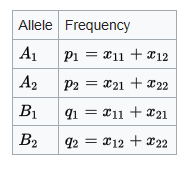 Allele Frequency
A₁ p₁ = x₁₁ + x₁₂
A₂ p₂ = x₂₁ + x₂₂
B₁ q₁ = x₁₁ + x₂₁
B₂ q₂ = x₁₂ + x₂₂